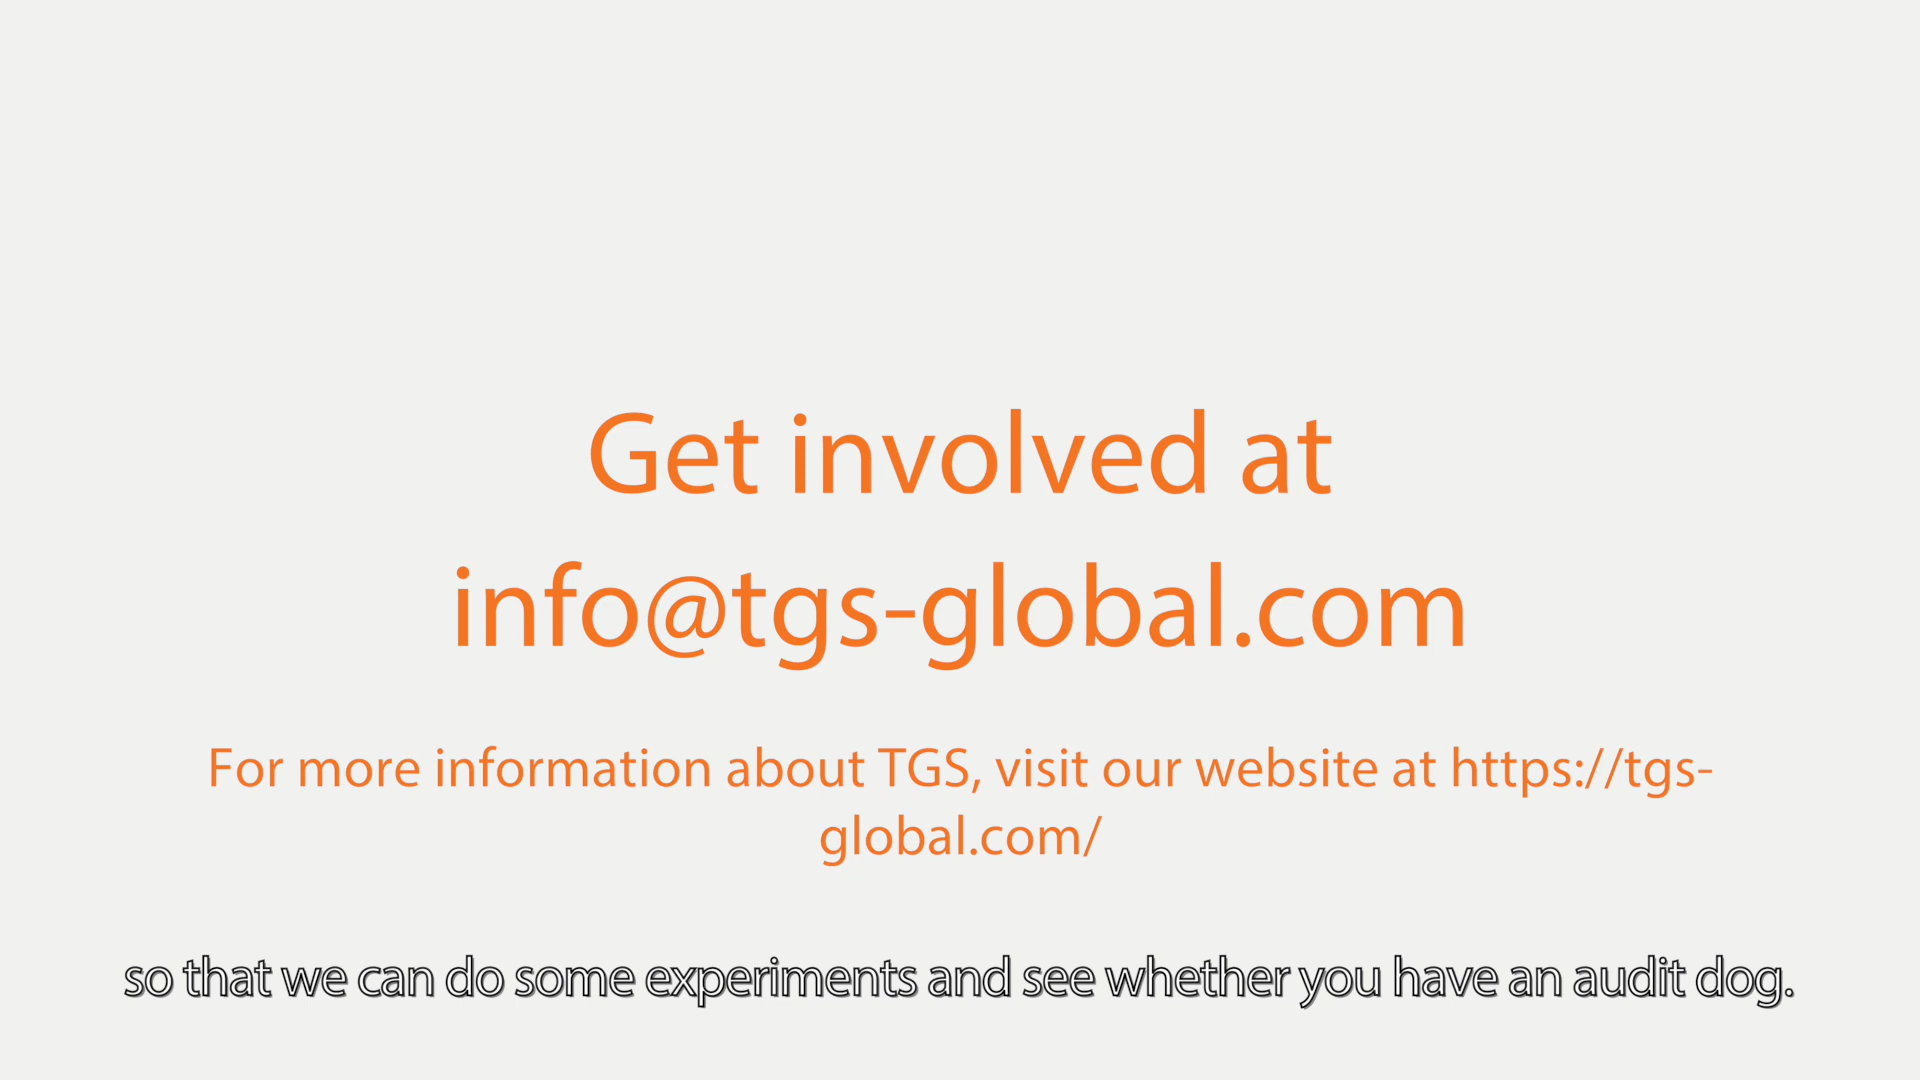 Get involved at
info@tgs-global.com
For more information about TGS, visit our website at https://tgs-
global.com/
so that we can do some experiments and see whether you have an audit dog.